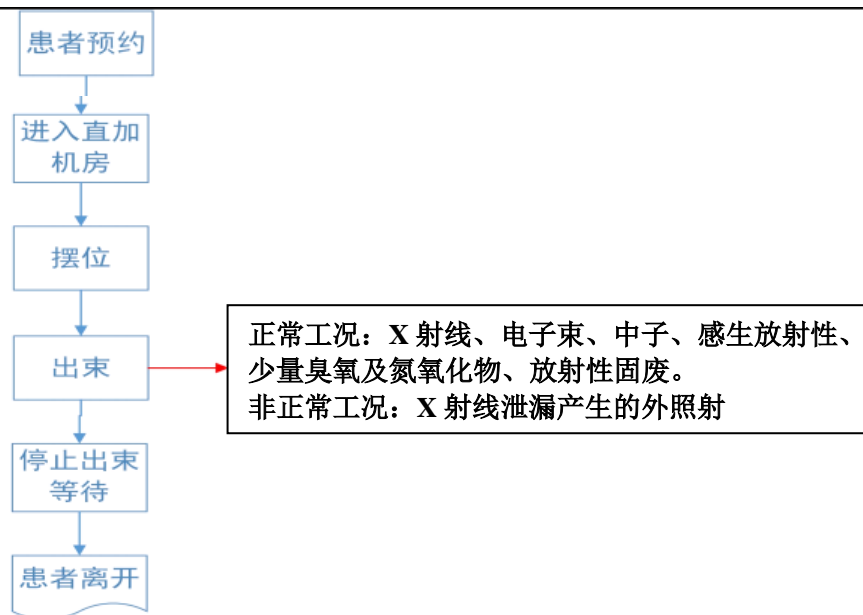 患者预约
进入直加
机房
摆位
出束
正常工况：X 射线、电子束、中子、感生放射性、
少量臭氧及氮氧化物、放射性固废。
非正常工况：X 射线泄漏产生的外照射
停止出束
等待
患者离开